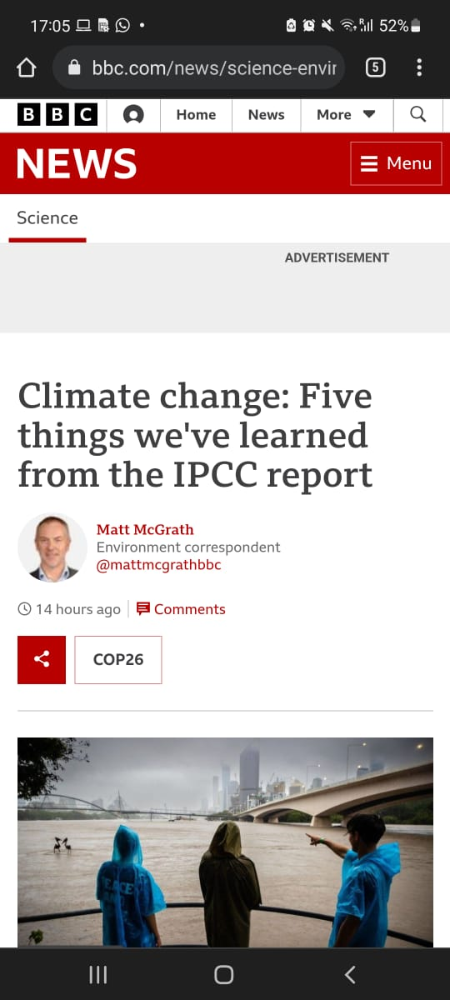 17:05 R 52%
bbc.com/news/science-envir 5
BBC Home News More
NEWS Menu
Science
ADVERTISEMENT
Climate change: Five
things we've learned
from the IPCC report
Matt McGrath
Environment correspondent
@mattmcgrathbbc
14 hours ago Comments
COP26
PEACE